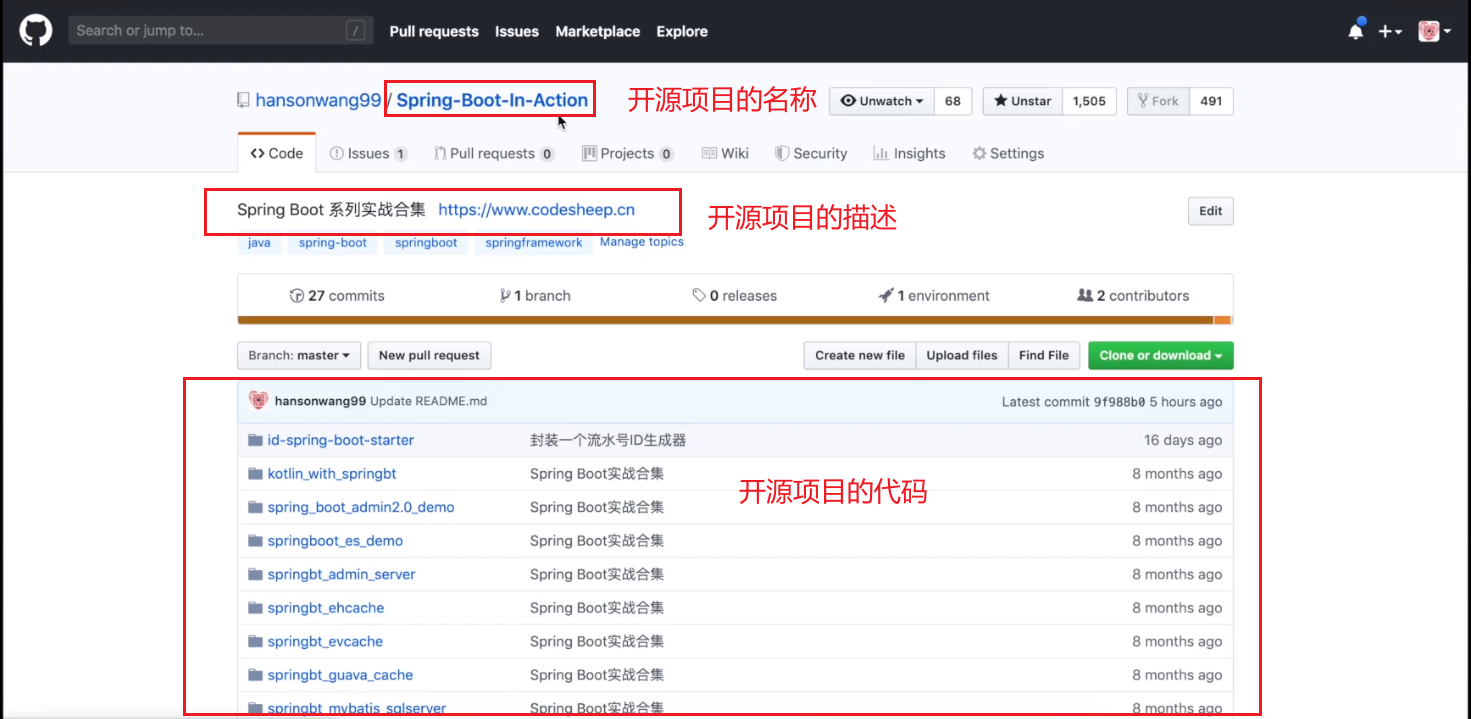 Search or jump to... / Pull requests Issues Marketplace Explore
hansonwang99 / Spring-Boot-In-Action 开源项目的名称 Unwatch 68 Unstar 1,505 Fork 491
Code Issues 1 Pull requests 0 Projects 0 Wiki Security Insights Settings
Spring Boot 系列实战合集 https://www.codesheep.cn 开源项目的描述 Edit
java spring-boot springboot springframework Manage topics
27 commits 1 branch 0 releases 1 environment 2 contributors
Branch: master New pull request Create new file Upload files Find File Clone or download
hansonwang99 Update README.md Latest commit 9f988b0 5 hours ago
id-spring-boot-starter 封装一个流水号ID生成器 16 days ago
kotlin_with_springbt Spring Boot实战合集 8 months ago
开源项目的代码
spring_boot_admin2.0_demo Spring Boot实战合集 8 months ago
springboot_es_demo Spring Boot实战合集 8 months ago
springbt_admin_server Spring Boot实战合集 8 months ago
springbt_ehcache Spring Boot实战合集 8 months ago
springbt_evcache Spring Boot实战合集 8 months ago
springbt_guava_cache Spring Boot实战合集 8 months ago
springbt_mybatis_sqlserver Spring Boot实战合集 8 months ago